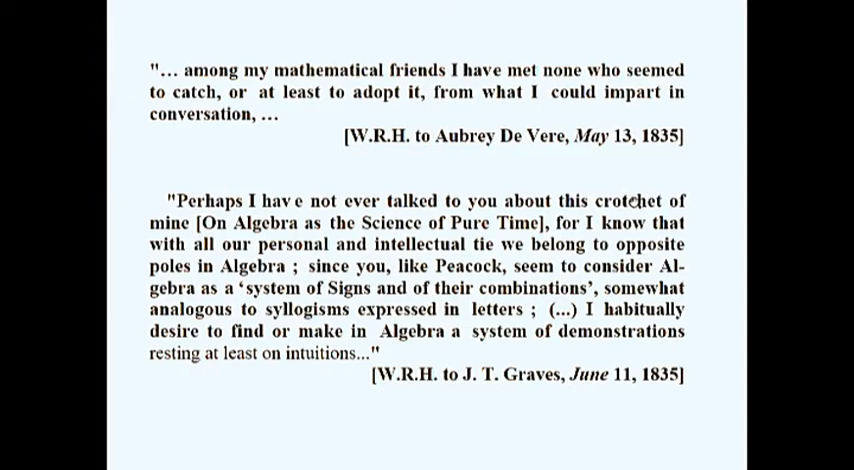 "... among my mathematical friends I have met none who seemed
to catch, or at least to adopt it, from what I could impart in
conversation, ...
[W.R.H. to Aubrey De Vere, May 13, 1835]
"Perhaps I have not ever talked to you about this crotchet of
mine [On Algebra as the Science of Pure Time], for I know that
with all our personal and intellectual tie we belong to opposite
poles in Algebra ; since you, like Peacock, seem to consider Al-
gebra as a ‘system of Signs and of their combinations’, somewhat
analogous to syllogisms expressed in letters ; (...) I habitually
desire to find or make in Algebra a system of demonstrations
resting at least on intuitions..."
[W.R.H. to J. T. Graves, June 11, 1835]